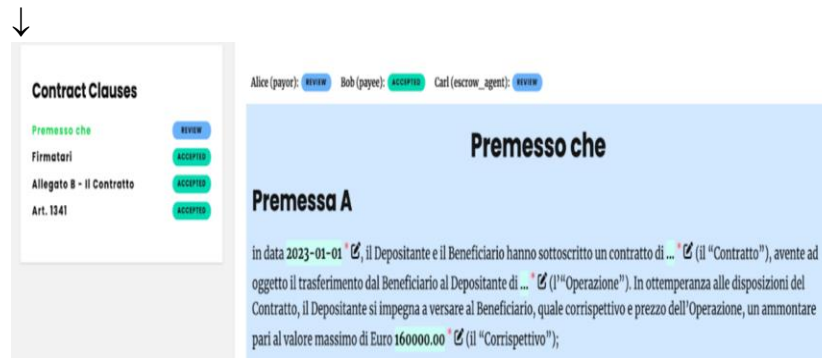 Contract Clauses
Premesso che REVIEW
Firmatari ACCEPTED
Allegato B - Il Contratto ACCEPTED
Art. 1341 ACCEPTED
Alice (payor): REVIEW Bob (payee): ACCEPTED Carl (escrow_agent): REVIEW
Premesso che
Premessa A
in data 2023-01-01 * , il Depositante e il Beneficiario hanno sottoscritto un contratto di ... * (il “Contratto”), avente ad
oggetto il trasferimento dal Beneficiario al Depositante di ... * (l’“Operazione”). In ottemperanza alle disposizioni del
Contratto, il Depositante si impegna a versare al Beneficiario, quale corrispettivo e prezzo dell’Operazione, un ammontare
pari al valore massimo di Euro 160000.00 * (il “Corrispettivo”);